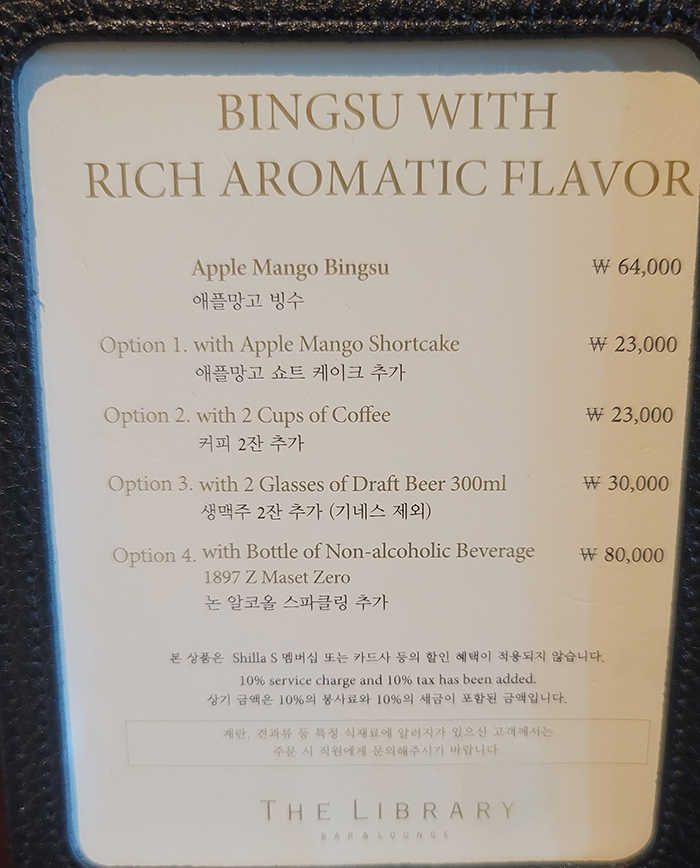 BINGSU WITH
RICH AROMATIC FLAVOR
Apple Mango Bingsu ₩ 64,000
애플망고 빙수
Option 1. with Apple Mango Shortcake ₩ 23,000
애플망고 쇼트 케이크 추가
Option 2. with 2 Cups of Coffee ₩ 23,000
커피 2잔 추가
Option 3. with 2 Glasses of Draft Beer 300ml ₩ 30,000
생맥주 2잔 추가 (기네스 제외)
Option 4. with Bottle of Non-alcoholic Beverage ₩ 80,000
1897 Z Maset Zero
논 알코올 스파클링 추가
본 상품은 Shilla S 멤버십 또는 카드사 등의 할인 혜택이 적용되지 않습니다.
10% service charge and 10% tax has been added.
상기 금액은 10%의 봉사료와 10%의 세금이 포함된 금액입니다.
계란, 견과류 등 특정 식재료에 알러지가 있으신 고객께서는
주문 시 직원에게 문의해주시기 바랍니다.
THE LIBRARY
BAR & LOUNGE